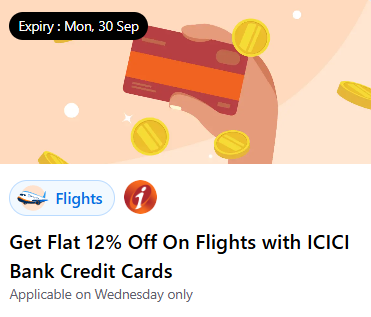 Expiry : Mon, 30 Sep
Flights
Get Flat 12% Off On Flights with ICICI
Bank Credit Cards
Applicable on Wednesday only